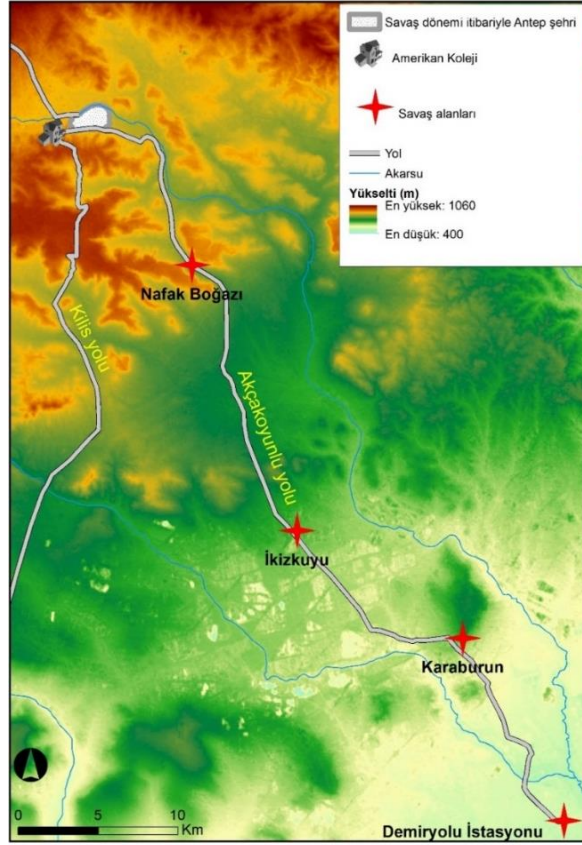 Savaş dönemi itibariyle Antep şehri
Amerikan Koleji
Savaş alanları
Yol
Akarsu
Yükselti (m)
En yüksek: 1060
En düşük: 400
Nafak Boğazı
Kilis yolu
Akçakoyunlu yolu
İkizkuyu
Karaburun
0 5 10
Km
Demiryolu İstasyonu